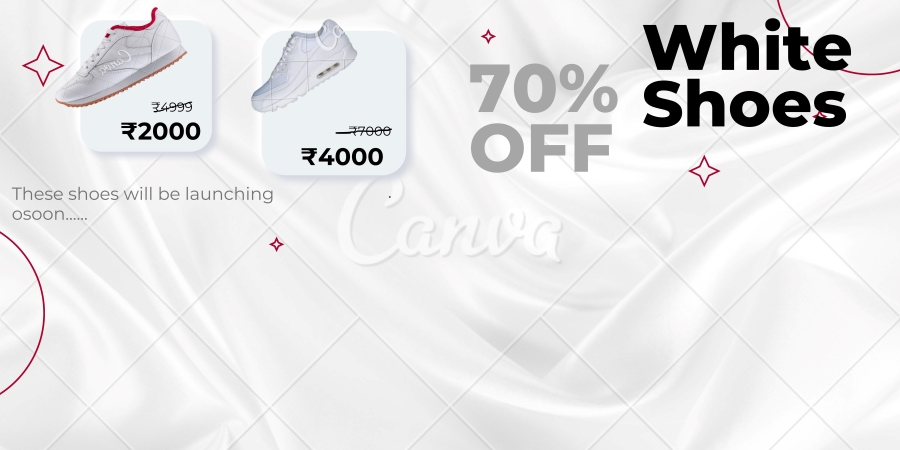 White
Shoes
70%
OFF
₹4999
₹2000
₹7000
₹4000
These shoes will be launching
osoon......
.
Canva